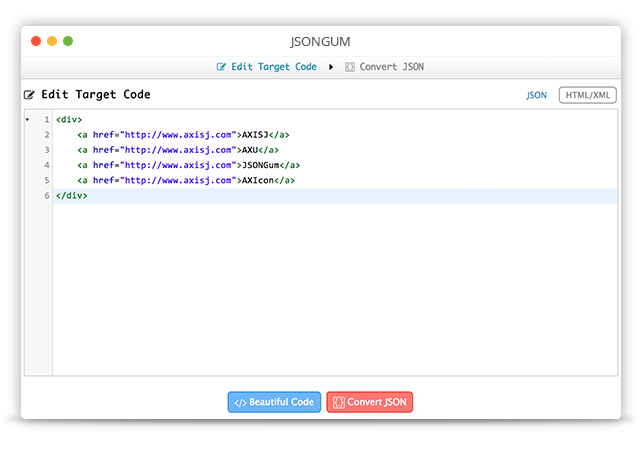 JSONGUM
Edit Target Code Convert JSON
Edit Target Code JSON HTML/XML
1 <div>
2 <a href="http://www.axisj.com">AXISJ</a>
3 <a href="http://www.axisj.com">AXU</a>
4 <a href="http://www.axisj.com">JSONGum</a>
5 <a href="http://www.axisj.com">AXIcon</a>
6 </div>
</> Beautiful Code {} Convert JSON